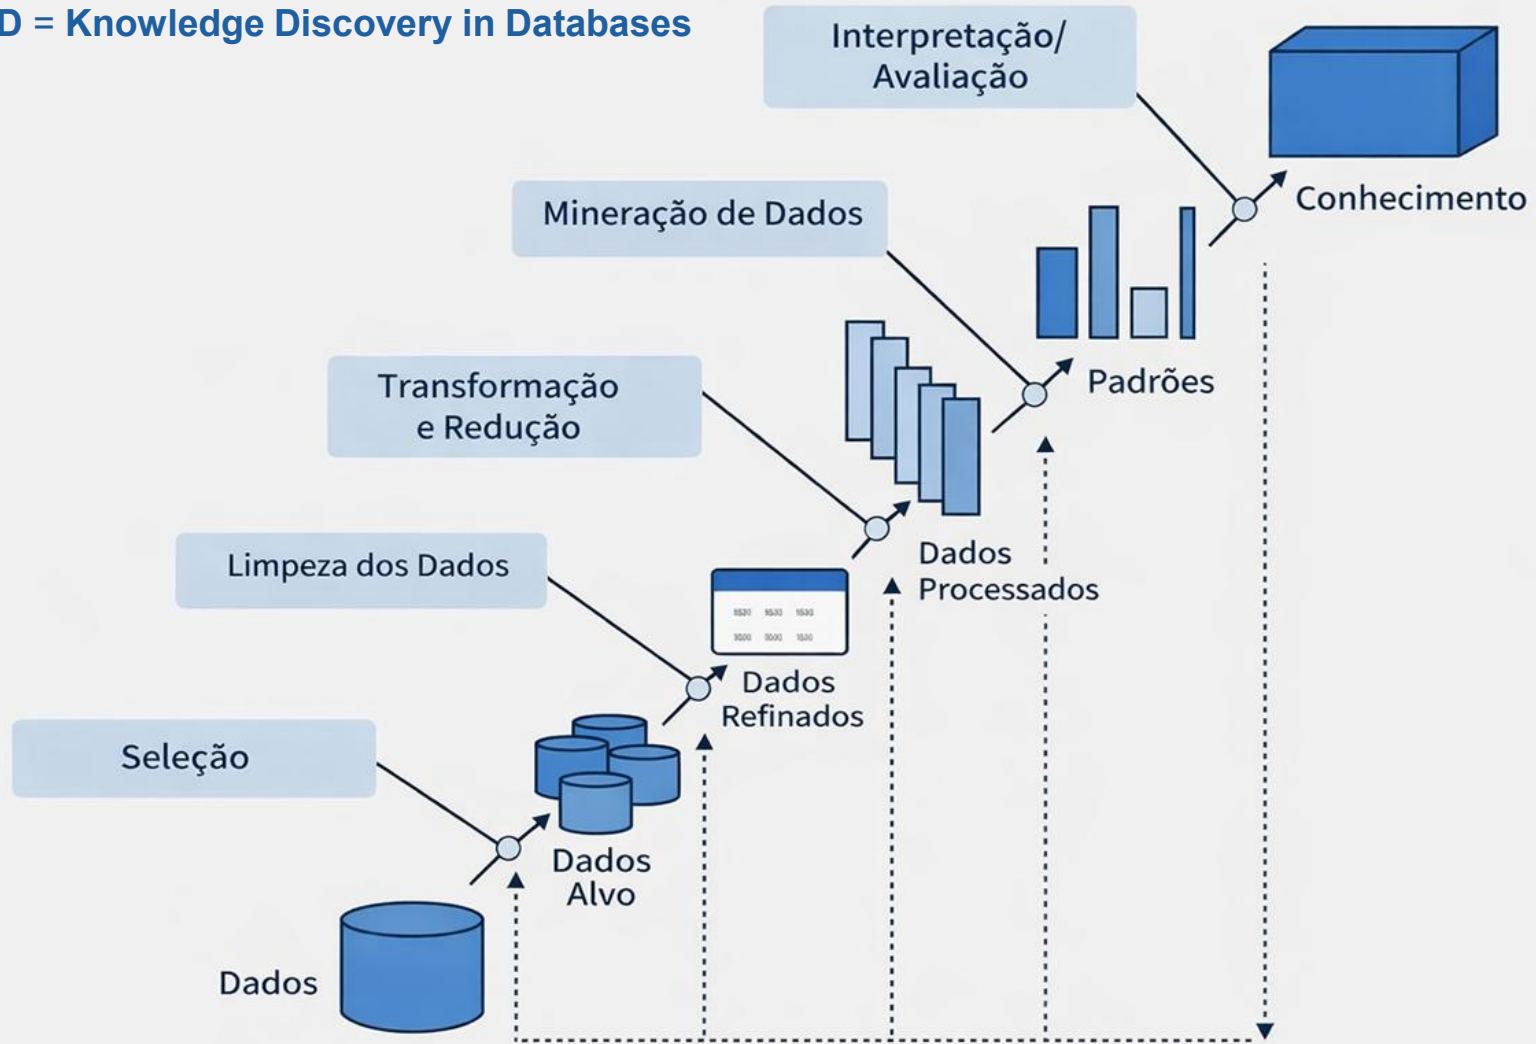 D = Knowledge Discovery in Databases
Interpretação/
Avaliação
Conhecimento
Mineração de Dados
Padrões
Transformação
e Redução
Dados
Processados
Limpeza dos Dados
Dados
Refinados
Seleção
Dados
Alvo
Dados